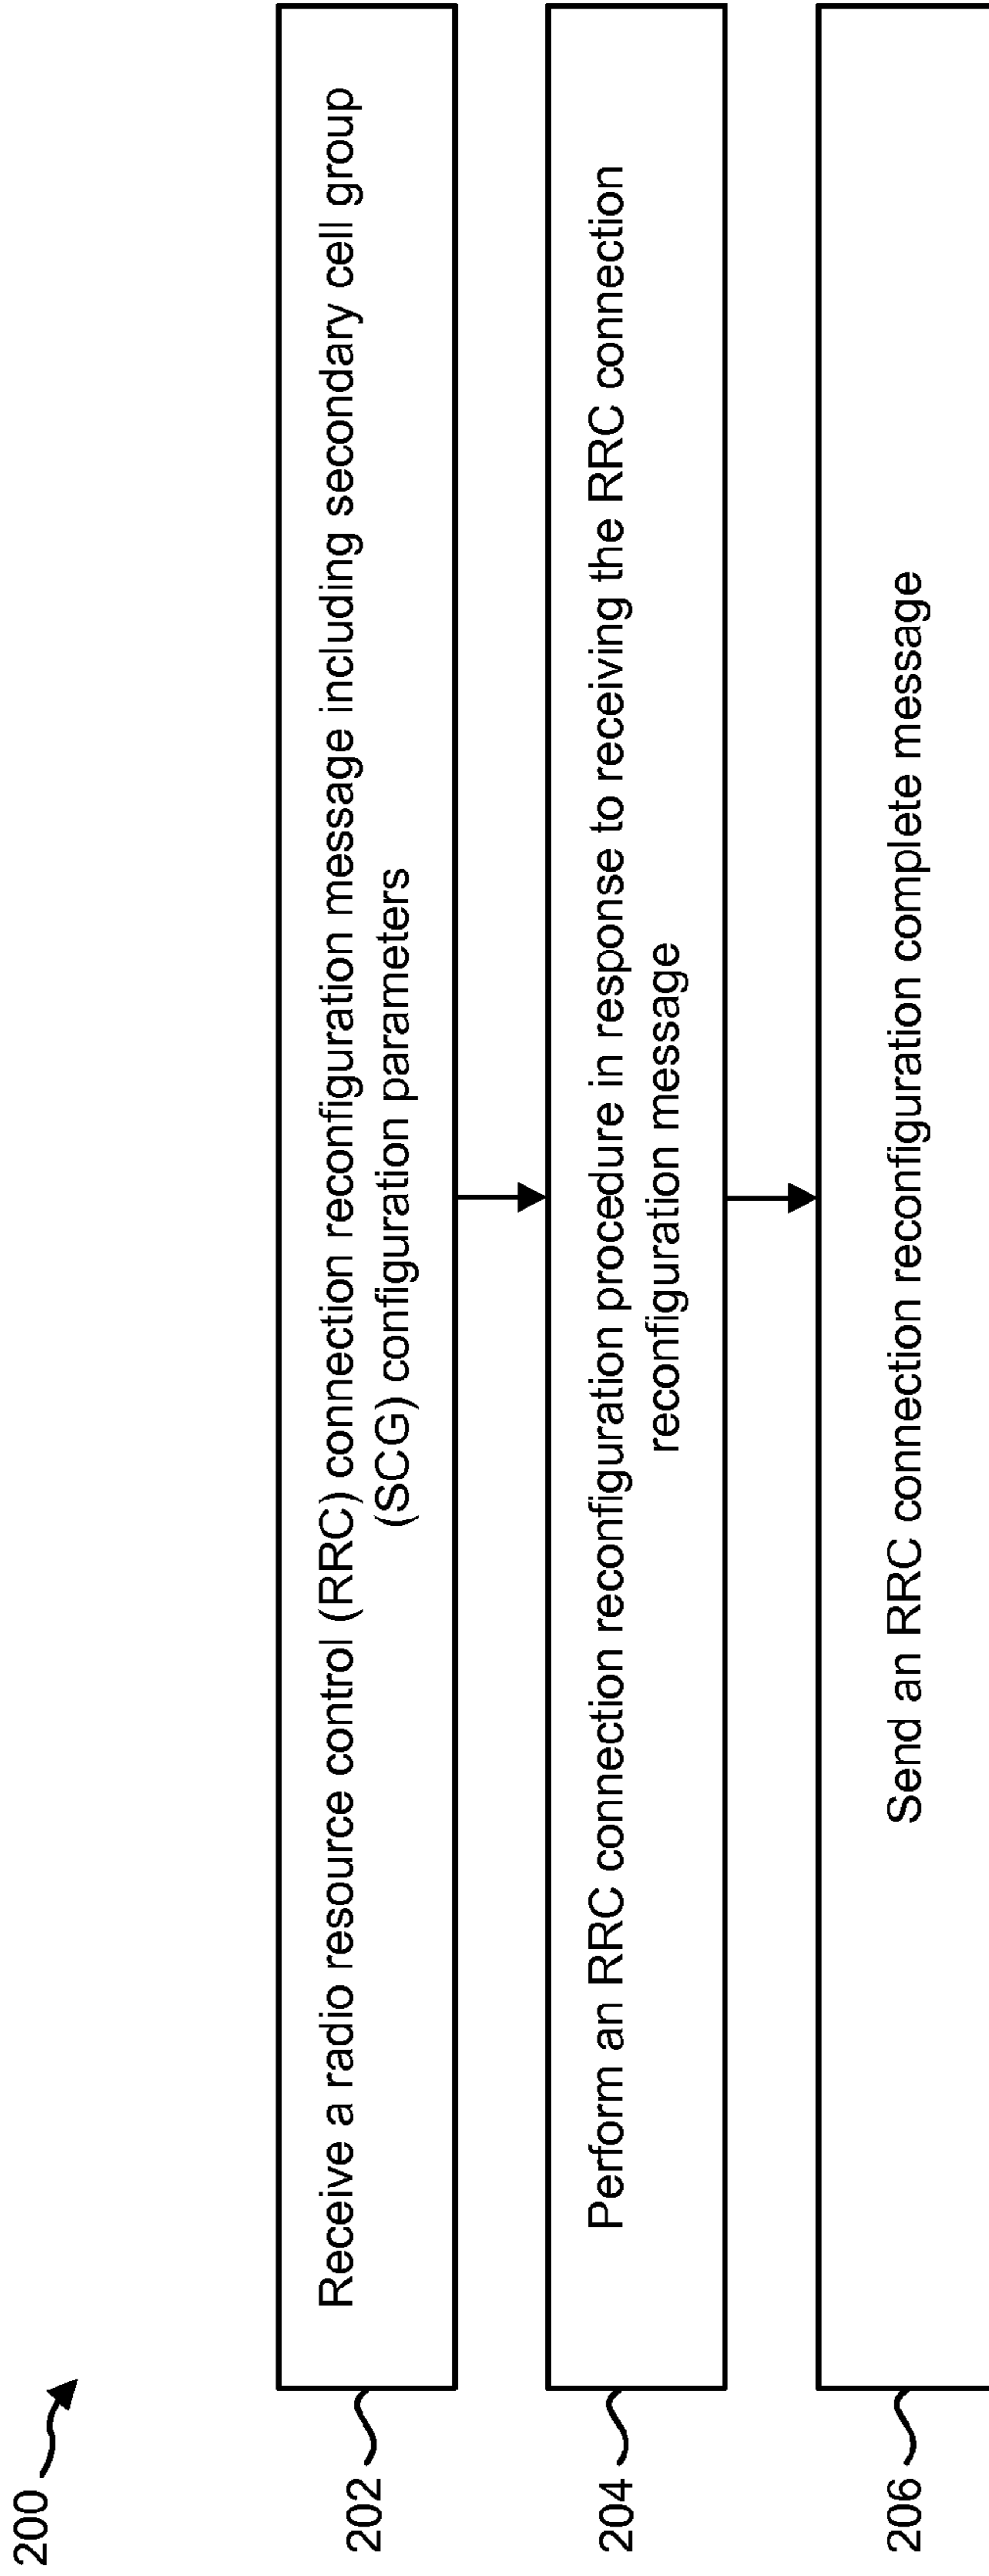 200
202
Receive a radio resource control (RRC) connection reconfiguration message including secondary cell group
(SCG) configuration parameters
204
Perform an RRC connection reconfiguration procedure in response to receiving the RRC connection
reconfiguration message
206
Send an RRC connection reconfiguration complete message